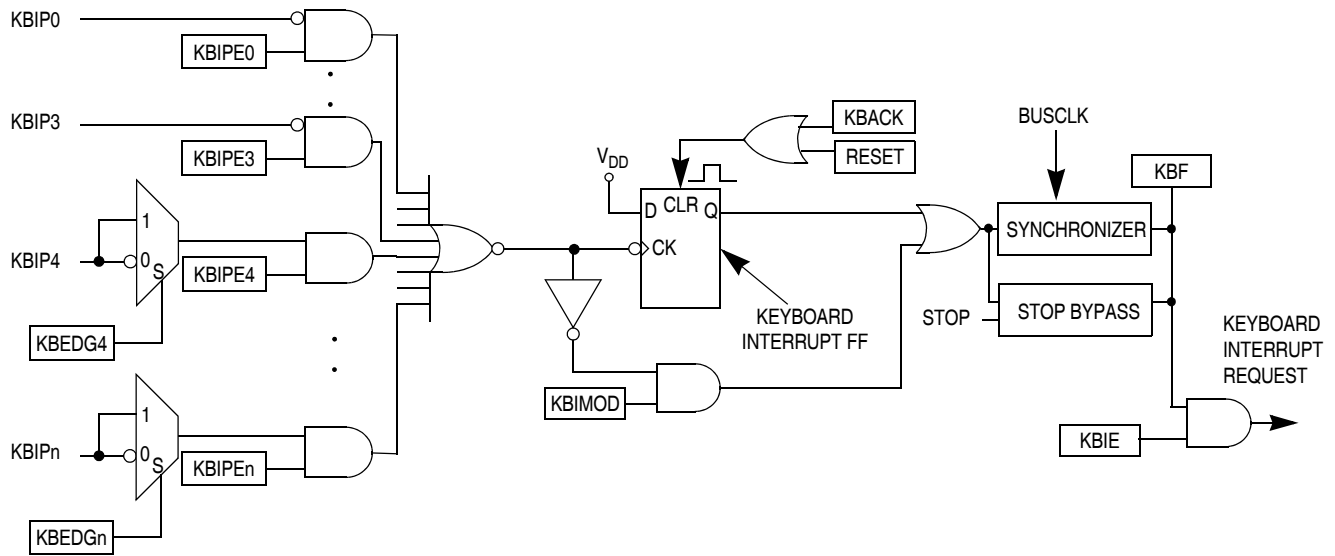 KBIP0
KBIPE0
KBIP3
KBIPE3
KBACK
RESET
BUSCLK
VDD
KBF
D CLR Q
CK
1
0
S
KBIP4
KBIPE4
SYNCHRONIZER
KEYBOARD
INTERRUPT FF
STOP
STOP BYPASS
KEYBOARD
INTERRUPT
REQUEST
KBEDG4
KBIMOD
1
0
S
KBIPn
KBIPEn
KBIE
KBEDGn